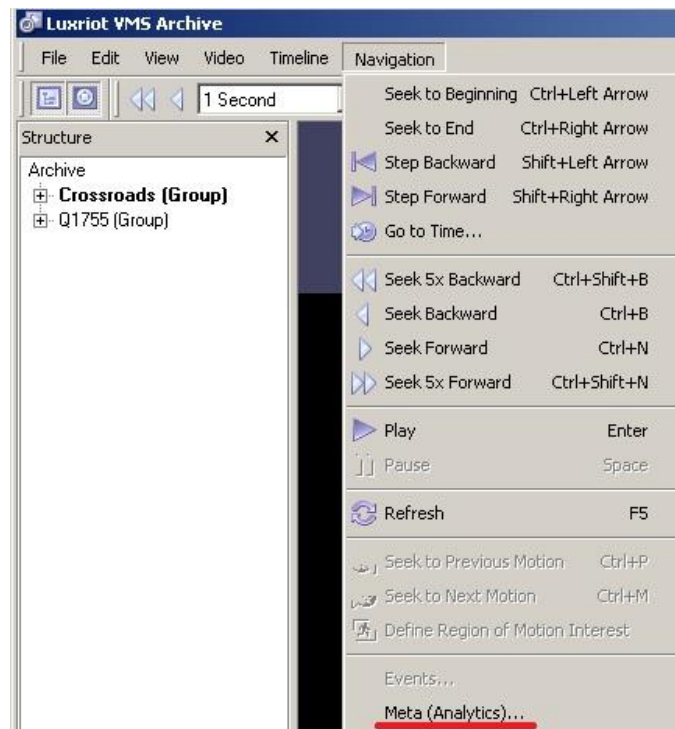 Luxriot VMS Archive
File Edit View Video Timeline Navigation
1 Second
Structure
Archive
Crossroads (Group)
Q1755 (Group)
Seek to Beginning Ctrl+Left Arrow
Seek to End Ctrl+Right Arrow
Step Backward Shift+Left Arrow
Step Forward Shift+Right Arrow
Go to Time...
Seek 5x Backward Ctrl+Shift+B
Seek Backward Ctrl+B
Seek Forward Ctrl+N
Seek 5x Forward Ctrl+Shift+N
Play Enter
Pause Space
Refresh F5
Seek to Previous Motion Ctrl+P
Seek to Next Motion Ctrl+M
Define Region of Motion Interest
Events...
Meta (Analytics)...